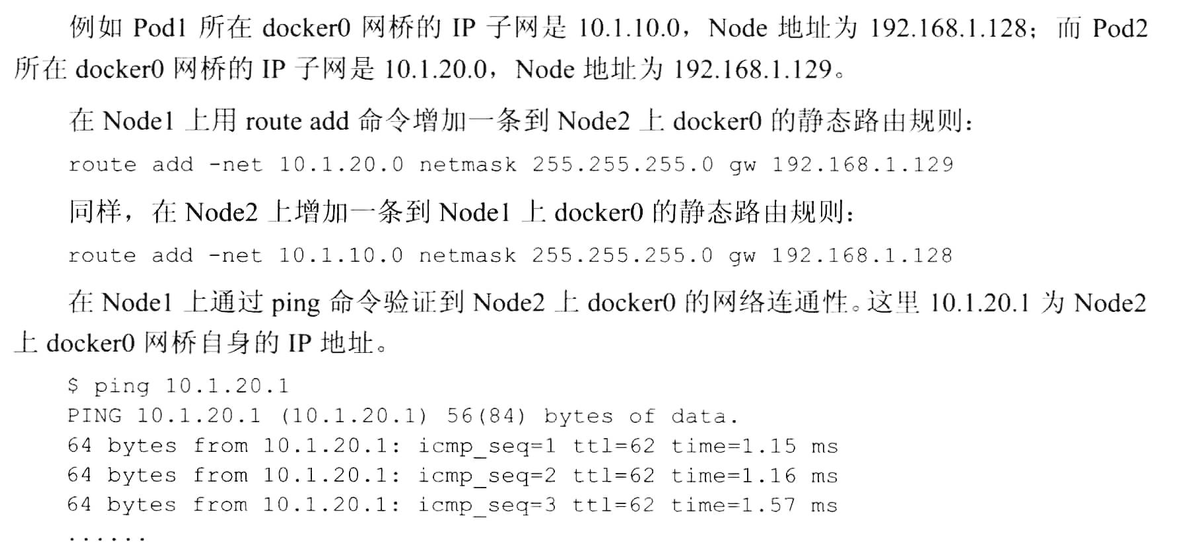 例如 Pod1 所在 docker0 网桥的 IP 子网是 10.1.10.0，Node 地址为 192.168.1.128；而 Pod2
所在 docker0 网桥的 IP 子网是 10.1.20.0，Node 地址为 192.168.1.129。
在 Node1 上用 route add 命令增加一条到 Node2 上 docker0 的静态路由规则：
route add -net 10.1.20.0 netmask 255.255.255.0 gw 192.168.1.129
同样，在 Node2 上增加一条到 Node1 上 docker0 的静态路由规则：
route add -net 10.1.10.0 netmask 255.255.255.0 gw 192.168.1.128
在 Node1 上通过 ping 命令验证到 Node2 上 docker0 的网络连通性。这里 10.1.20.1 为 Node2
上 docker0 网桥自身的 IP 地址。
$ ping 10.1.20.1
PING 10.1.20.1 (10.1.20.1) 56(84) bytes of data.
64 bytes from 10.1.20.1: icmp_seq=1 ttl=62 time=1.15 ms
64 bytes from 10.1.20.1: icmp_seq=2 ttl=62 time=1.16 ms
64 bytes from 10.1.20.1: icmp_seq=3 ttl=62 time=1.57 ms
......